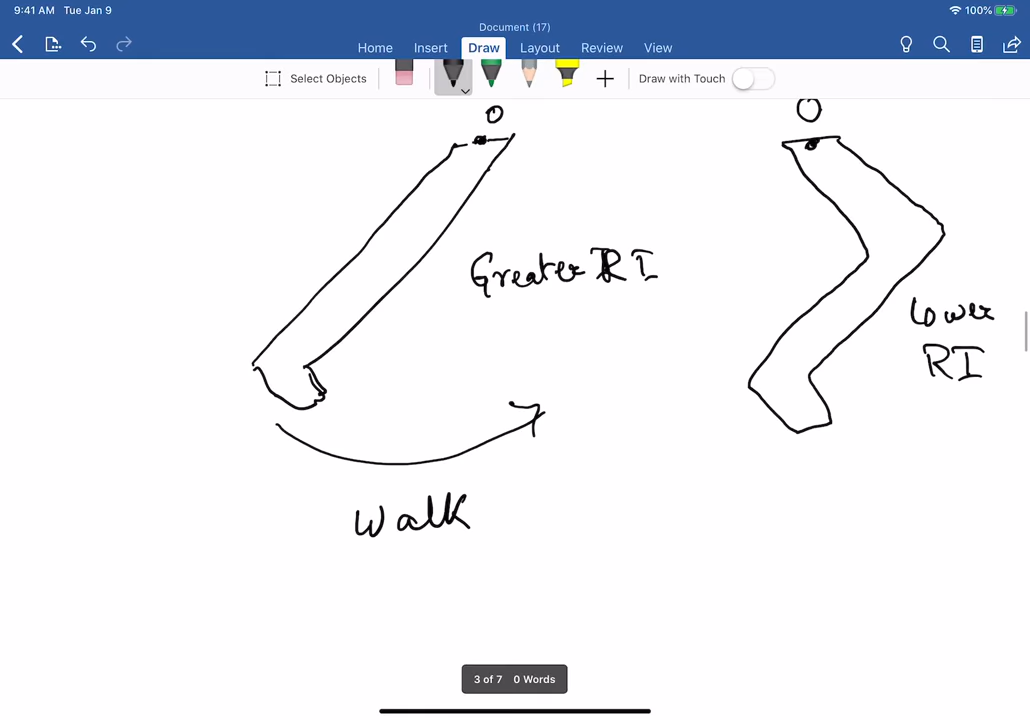 9:41 AM Tue Jan 9
100%
Document (17)
Home Insert Draw Layout Review View
Select Objects
Draw with Touch
O
O
Greater RI
Lower
RI
Walk
3 of 7 0 Words